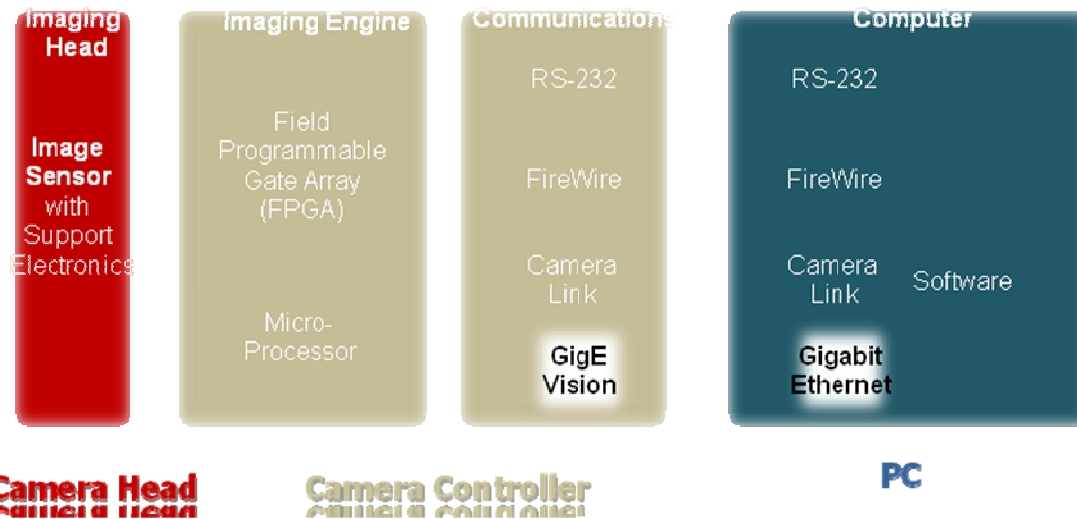 Imaging
Head
Image
Sensor
with
Support
Electronics
Imaging Engine
Field
Programmable
Gate Array
(FPGA)
Micro-
Processor
Communications
RS-232
FireWire
Camera
Link
GigE
Vision
Computer
RS-232
FireWire
Camera
Link
Software
Gigabit
Ethernet
Camera Head
Camera Controller
PC